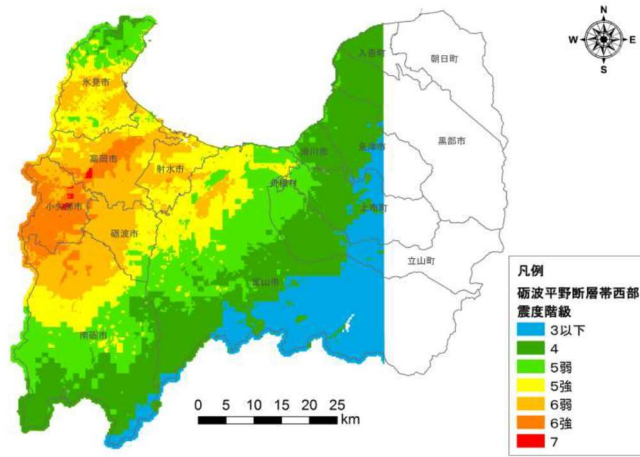 N
W E
S
入善町
朝日町
氷見市
黒部市
滑川市
魚津市
高岡市
射水市
舟橋村
小矢部市
上市町
砺波市
立山町
富山市
南砺市
凡例
砺波平野断層帯西部
震度階級
3以下
4
5弱
5強
6弱
6強
7
0 5 10 15 20 25
km